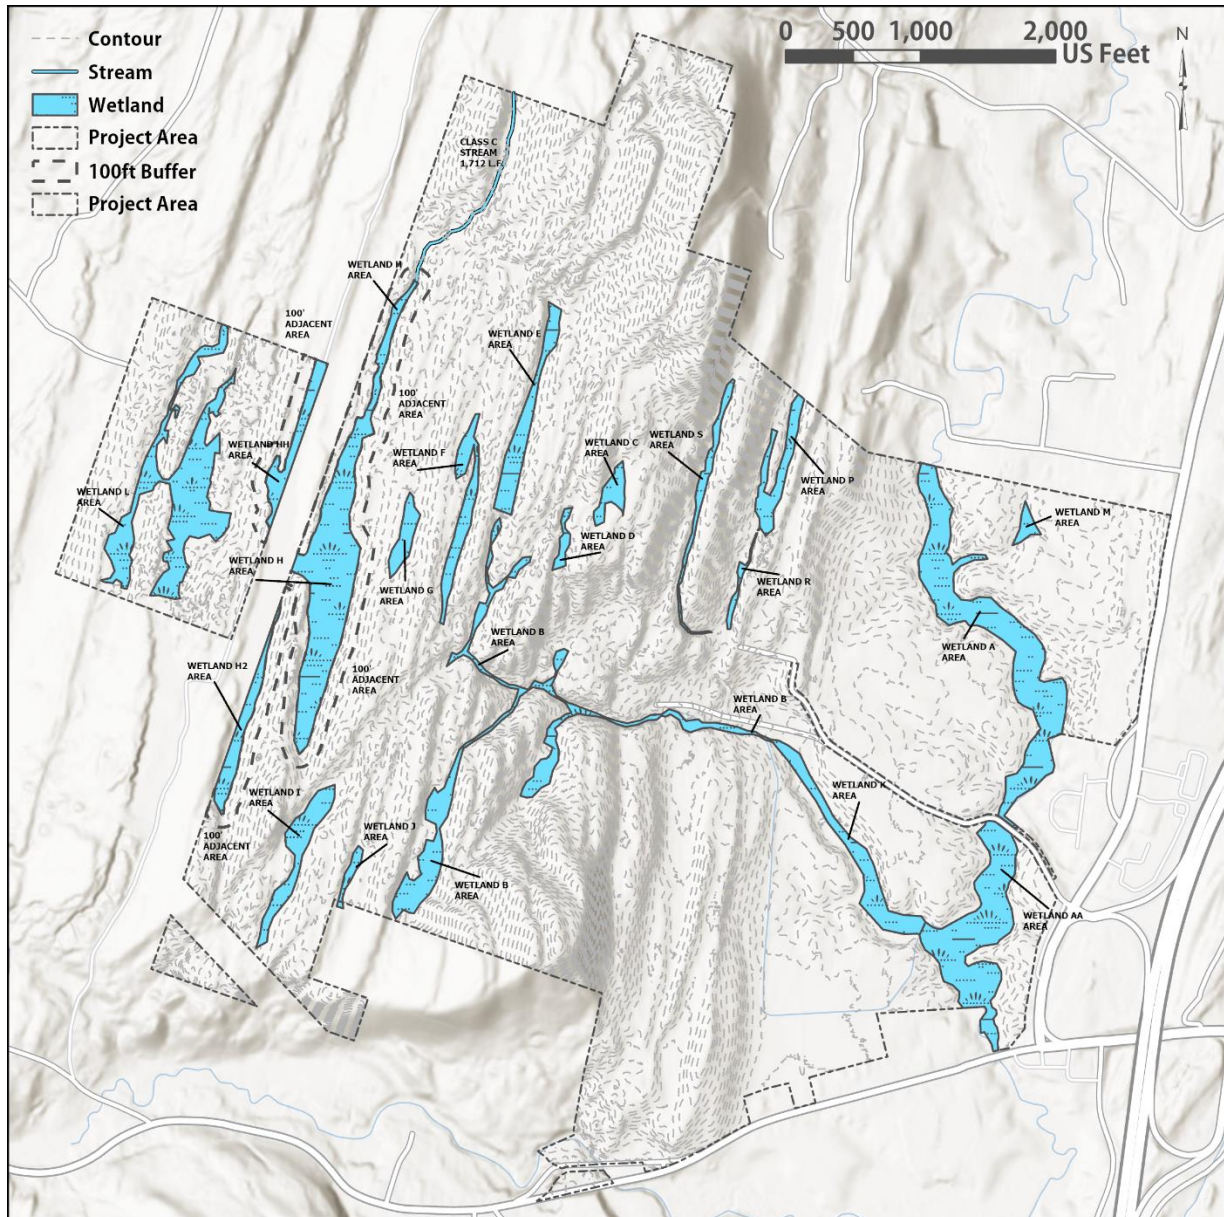 Contour
Stream
Wetland
Project Area
100ft Buffer
Project Area
0 500 1,000 2,000
US Feet
N
CLASS C
STREAM
1,712 L.F.
WETLAND H
AREA
100'
ADJACENT
AREA
WETLAND E
AREA
100'
ADJACENT
AREA
WETLAND HH
AREA
WETLAND F
AREA
WETLAND C
AREA
WETLAND S
AREA
WETLAND P
AREA
WETLAND L
AREA
WETLAND M
AREA
WETLAND D
AREA
WETLAND H
AREA
WETLAND G
AREA
WETLAND R
AREA
WETLAND B
AREA
WETLAND A
AREA
WETLAND H2
AREA
100'
ADJACENT
AREA
WETLAND B
AREA
WETLAND I
AREA
WETLAND K
AREA
100'
ADJACENT
AREA
WETLAND J
AREA
WETLAND B
AREA
WETLAND AA
AREA